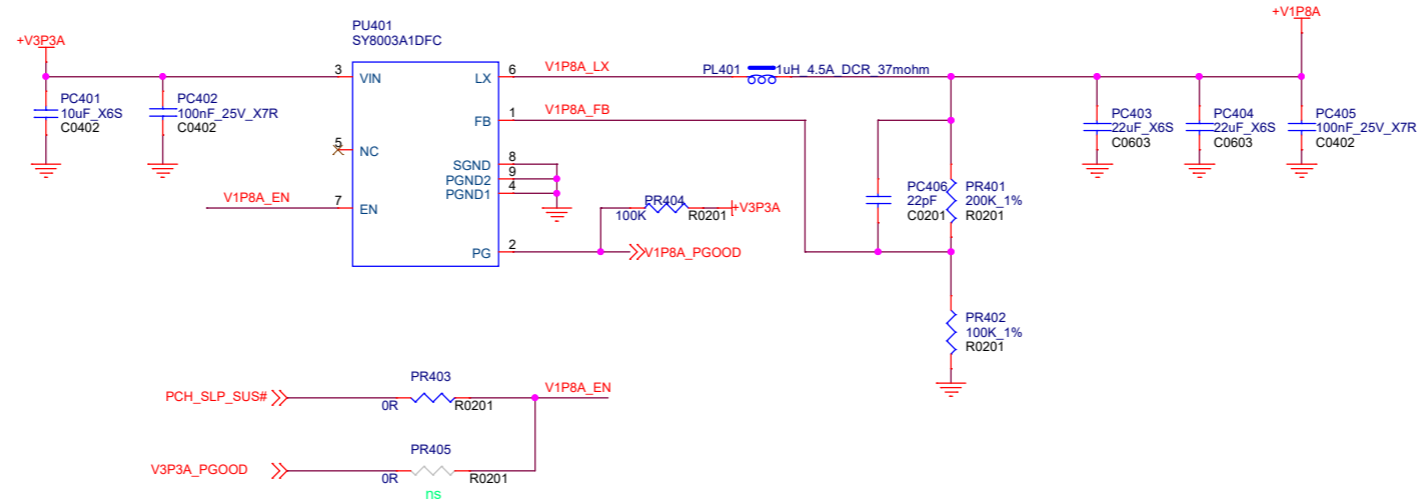 +V3P3A
PC401
10uF_X6S
C0402
PC402
100nF_25V_X7R
C0402
PU401
SY8003A1DFC
3 VIN
5 NC
7 EN
V1P8A_EN
LX 6
FB 1
SGND 8
PGND2 9
PGND1 4
PG 2
V1P8A_LX
V1P8A_FB
PL401 1uH_4.5A_DCR_37mohm
PR404
100K R0201
+V3P3A
V1P8A_PGOOD
PC406
22pF
C0201
PR401
200K_1%
R0201
PR402
100K_1%
R0201
+V1P8A
PC403
22uF_X6S
C0603
PC404
22uF_X6S
C0603
PC405
100nF_25V_X7R
C0402
PCH_SLP_SUS#
PR403
0R R0201
V1P8A_EN
V3P3A_PGOOD
PR405
0R R0201
ns